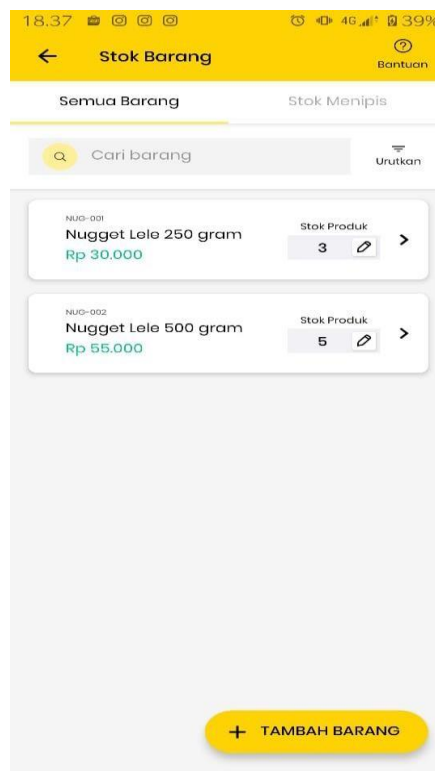 18.37 4G 39%
Stok Barang
Bantuan
Semua Barang Stok Menipis
Cari barang
Urutkan
NUG-001
Nugget Lele 250 gram
Rp 30.000
Stok Produk
3
NUG-002
Nugget Lele 500 gram
Rp 55.000
Stok Produk
5
+ TAMBAH BARANG